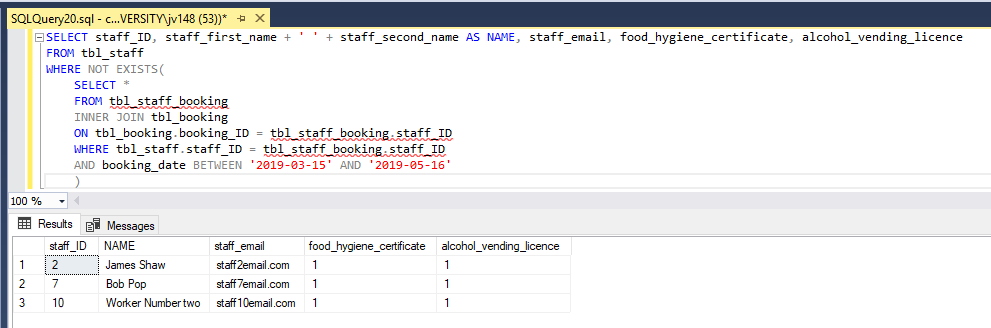 SQLQuery20.sql - c...VERSITY\jv148 (53))*
SELECT staff_ID, staff_first_name + ' ' + staff_second_name AS NAME, staff_email, food_hygiene_certificate, alcohol_vending_licence
FROM tbl_staff
WHERE NOT EXISTS(
SELECT *
FROM tbl_staff_booking
INNER JOIN tbl_booking
ON tbl_booking.booking_ID = tbl_staff_booking.staff_ID
WHERE tbl_staff.staff_ID = tbl_staff_booking.staff_ID
AND booking_date BETWEEN '2019-03-15' AND '2019-05-16'
)
100 %
Results Messages
staff_ID NAME staff_email food_hygiene_certificate alcohol_vending_licence
1 2 James Shaw staff2email.com 1 1
2 7 Bob Pop staff7email.com 1 1
3 10 Worker Number two staff10email.com 1 1